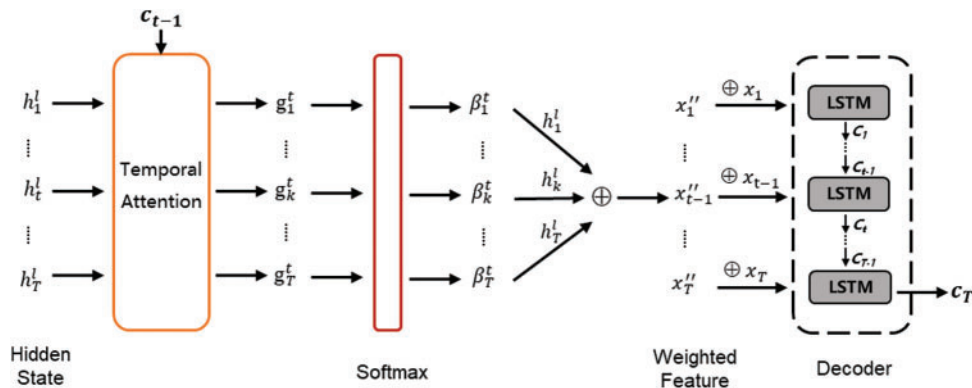 c_{t-1}
h_1^l g_1^t β_1^t h_1^l x_1'' ⊕ x_1 LSTM
C_1
Temporal
Attention
C_{t-1}
h_t^l g_k^t β_k^t h_k^l ⊕ x_{t-1}'' ⊕ x_{t-1} LSTM
C_t
h_T^l
C_{T-1}
h_T^l g_T^t β_T^t x_T'' ⊕ x_T LSTM c_T
Hidden
State
Softmax
Weighted
Feature
Decoder